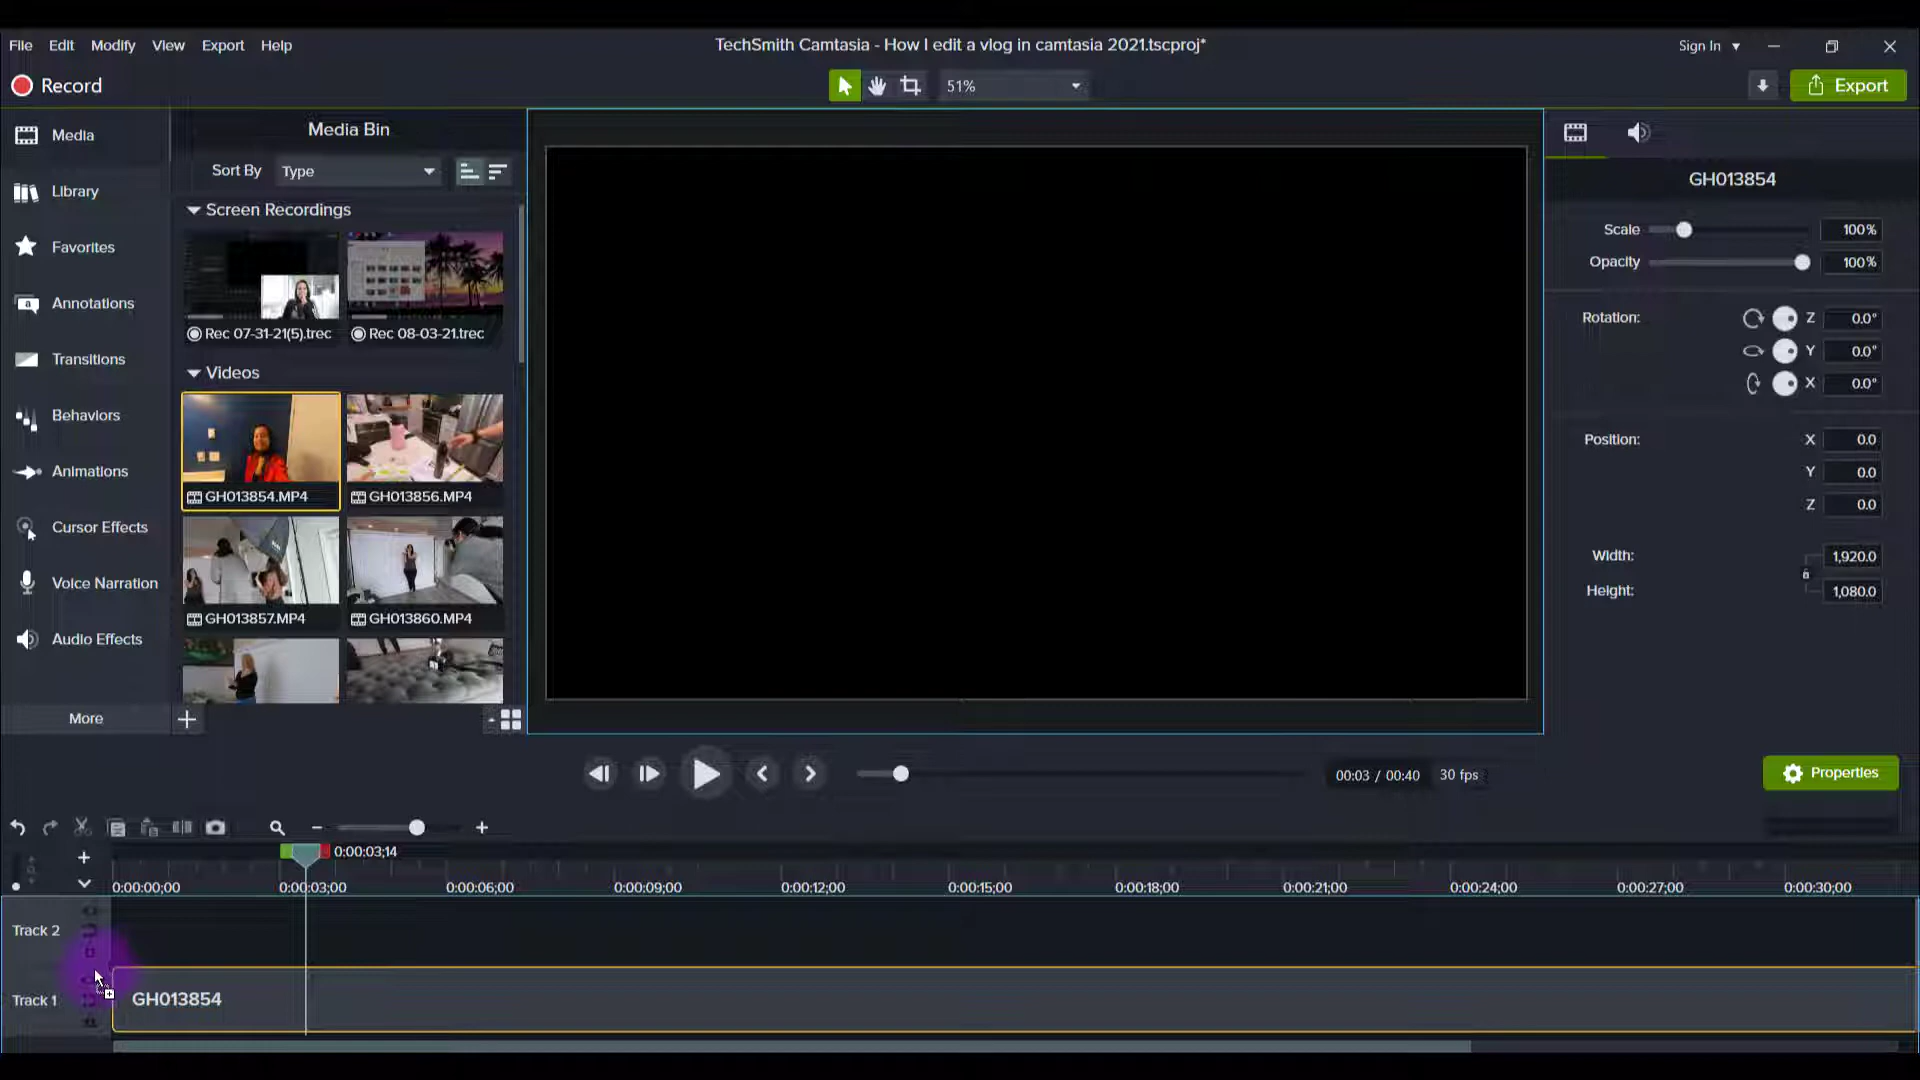 File Edit Modify View Export Help
TechSmith Camtasia - How I edit a vlog in camtasia 2021.tscproj*
Sign In
Record
51%
Export
Media
Library
Favorites
Annotations
Transitions
Behaviors
Animations
Cursor Effects
Voice Narration
Audio Effects
More
Media Bin
Sort By Type
Screen Recordings
Rec 07-31-21(5).trec Rec 08-03-21.trec
Videos
GH013854.MP4 GH013856.MP4
GH013857.MP4 GH013860.MP4
GH013854
Scale 100%
Opacity 100%
Rotation: Z 0.0°
Y 0.0°
X 0.0°
Position: X 0.0
Y 0.0
Z 0.0
Width: 1,920.0
Height: 1,080.0
00:03 / 00:40 30 fps
Properties
0:00:03;14
0:00:00;00 0:00:03;00 0:00:06;00 0:00:09;00 0:00:12;00 0:00:15;00 0:00:18;00 0:00:21;00 0:00:24;00 0:00:27;00 0:00:30;00
Track 2
Track 1
GH013854